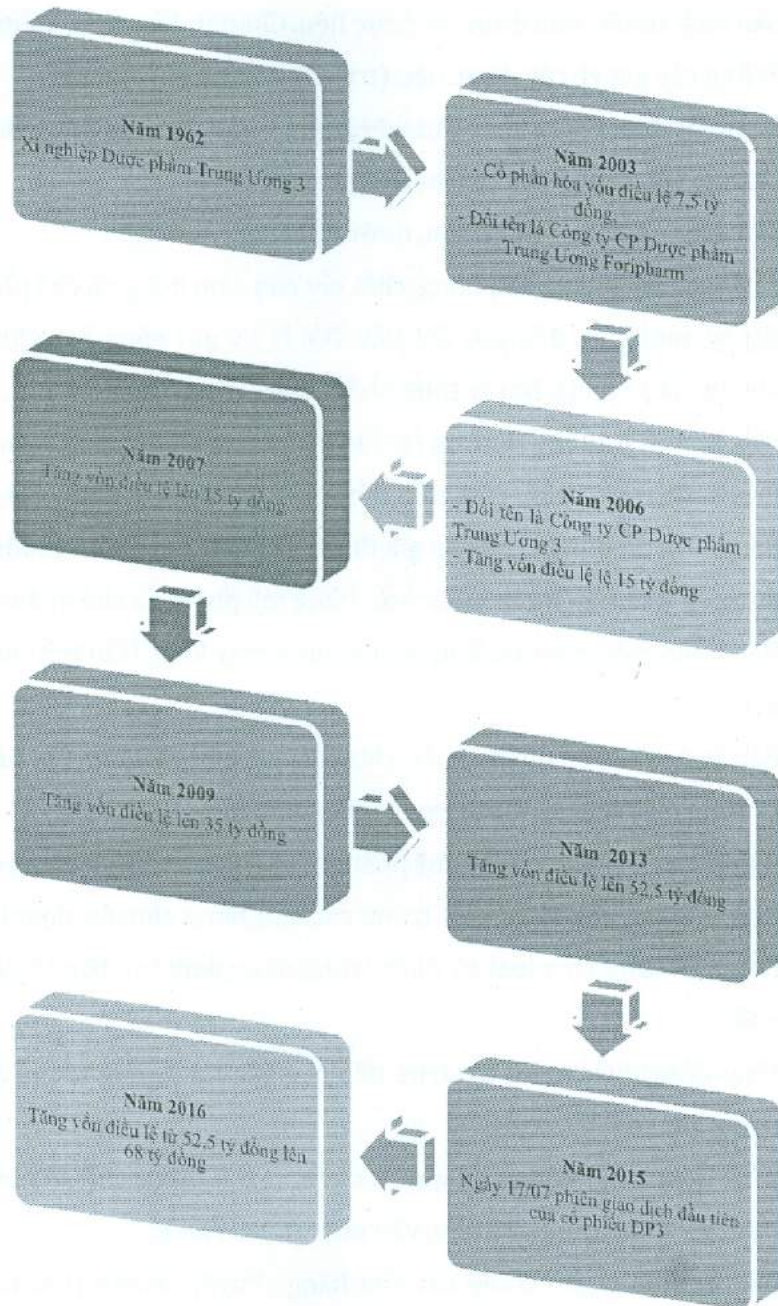 Năm 1962
Xí nghiệp Dược phẩm Trung Ương 3
Năm 2003
- Cổ phần hóa vốn điều lệ 7,5 tỷ
đồng,
- Đổi tên là Công ty CP Dược phẩm
Trung Ương Foripharm
Năm 2006
- Đổi tên là Công ty CP Dược phẩm
Trung Ương 3
- Tăng vốn điều lệ lệ 15 tỷ đồng
Năm 2007
Tăng vốn điều lệ lên 15 tỷ đồng
Năm 2009
Tăng vốn điều lệ lên 35 tỷ đồng
Năm 2013
Tăng vốn điều lệ lên 52,5 tỷ đồng
Năm 2015
Ngày 17/07 phiên giao dịch đầu tiên
của cổ phiếu DP3
Năm 2016
Tăng vốn điều lệ từ 52,5 tỷ đồng lên
68 tỷ đồng